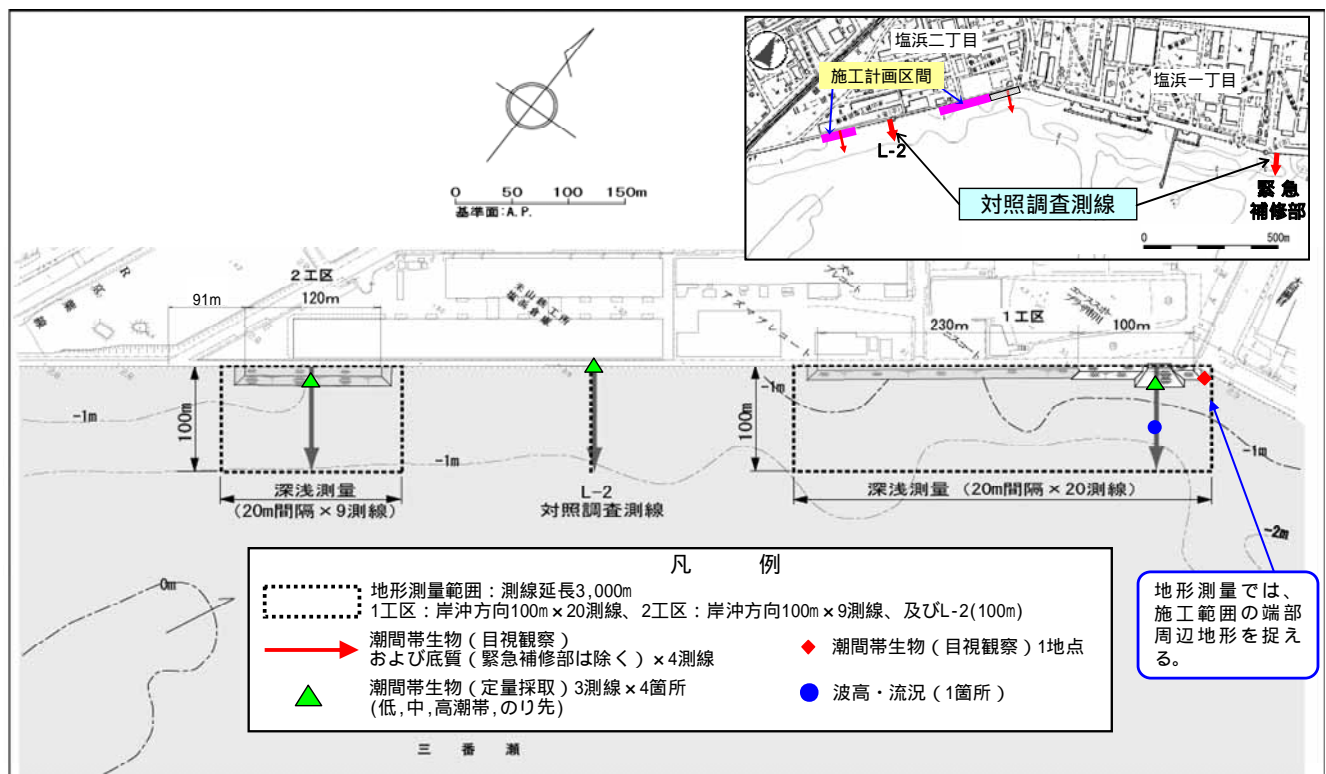 塩浜二丁目
施工計画区間
塩浜一丁目
L-2
対照調査測線
緊急
補修部
0 500m
0 50 100 150m
基準面:A.P.
2工区
91m
120m
1工区
230m
100m
-1m
100m
-1m
深浅測量
(20m間隔×9測線)
L-2
対照調査測線
-1m
100m
-1m
-2m
深浅測量 (20m間隔×20測線)
0m
凡 例
地形測量範囲:測線延長3,000m
1工区:岸沖方向100m×20測線、2工区:岸沖方向100m×9測線、及びL-2(100m)
潮間帯生物(目視観察)
および底質(緊急補修部は除く)×4測線
潮間帯生物(目視観察)1地点
潮間帯生物(定量採取)3測線×4箇所
(低,中,高潮帯,のり先)
波高・流況(1箇所)
地形測量では、
施工範囲の端部
周辺地形を捉え
る。
三 番 瀬